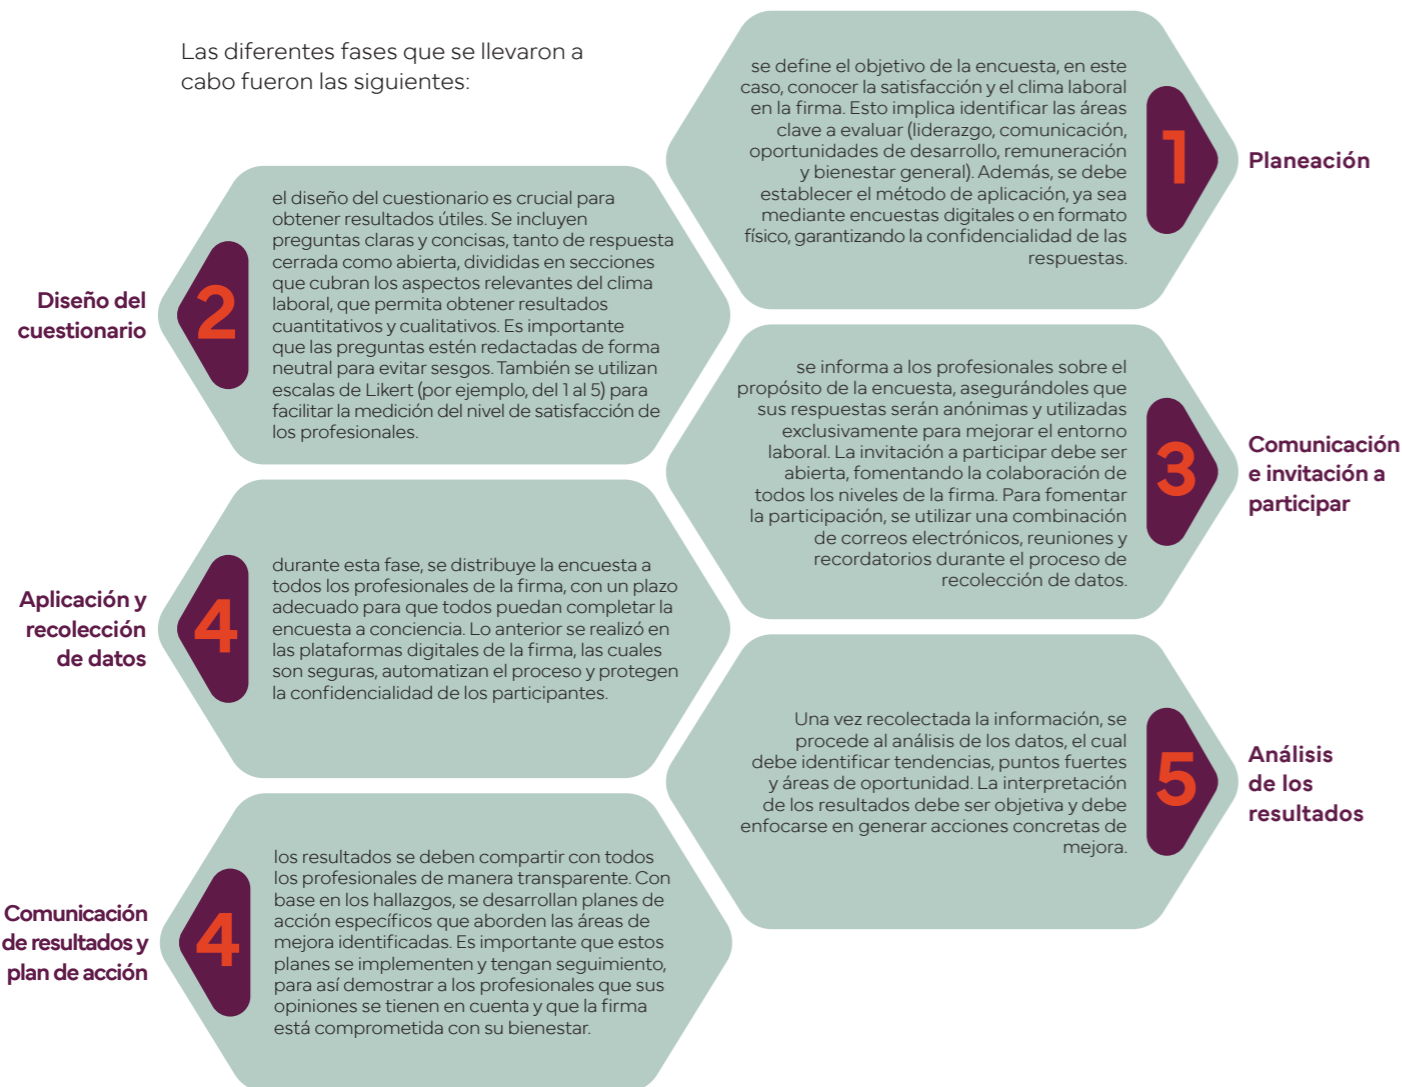 Las diferentes fases que se llevaron a
cabo fueron las siguientes:
se define el objetivo de la encuesta, en este
caso, conocer la satisfacción y el clima laboral
en la firma. Esto implica identificar las áreas
clave a evaluar (liderazgo, comunicación,
oportunidades de desarrollo, remuneración
y bienestar general). Además, se debe
establecer el método de aplicación, ya sea
mediante encuestas digitales o en formato
físico, garantizando la confidencialidad de las
respuestas.
1
Planeación
Diseño del
cuestionario
2
el diseño del cuestionario es crucial para
obtener resultados útiles. Se incluyen
preguntas claras y concisas, tanto de respuesta
cerrada como abierta, divididas en secciones
que cubran los aspectos relevantes del clima
laboral, que permita obtener resultados
cuantitativos y cualitativos. Es importante
que las preguntas estén redactadas de forma
neutral para evitar sesgos. También se utilizan
escalas de Likert (por ejemplo, del 1 al 5) para
facilitar la medición del nivel de satisfacción de
los profesionales.
se informa a los profesionales sobre el
propósito de la encuesta, asegurándoles que
sus respuestas serán anónimas y utilizadas
exclusivamente para mejorar el entorno
laboral. La invitación a participar debe ser
abierta, fomentando la colaboración de
todos los niveles de la firma. Para fomentar
la participación, se utilizar una combinación
de correos electrónicos, reuniones y
recordatorios durante el proceso de
recolección de datos.
3
Comunicación
e invitación a
participar
Aplicación y
recolección
de datos
4
durante esta fase, se distribuye la encuesta a
todos los profesionales de la firma, con un plazo
adecuado para que todos puedan completar la
encuesta a conciencia. Lo anterior se realizó en
las plataformas digitales de la firma, las cuales
son seguras, automatizan el proceso y protegen
la confidencialidad de los participantes.
Una vez recolectada la información, se
procede al análisis de los datos, el cual
debe identificar tendencias, puntos fuertes
y áreas de oportunidad. La interpretación
de los resultados debe ser objetiva y debe
enfocarse en generar acciones concretas de
mejora.
5
Análisis
de los
resultados
Comunicación
de resultados y
plan de acción
4
los resultados se deben compartir con todos
los profesionales de manera transparente. Con
base en los hallazgos, se desarrollan planes de
acción específicos que aborden las áreas de
mejora identificadas. Es importante que estos
planes se implementen y tengan seguimiento,
para así demostrar a los profesionales que sus
opiniones se tienen en cuenta y que la firma
está comprometida con su bienestar.